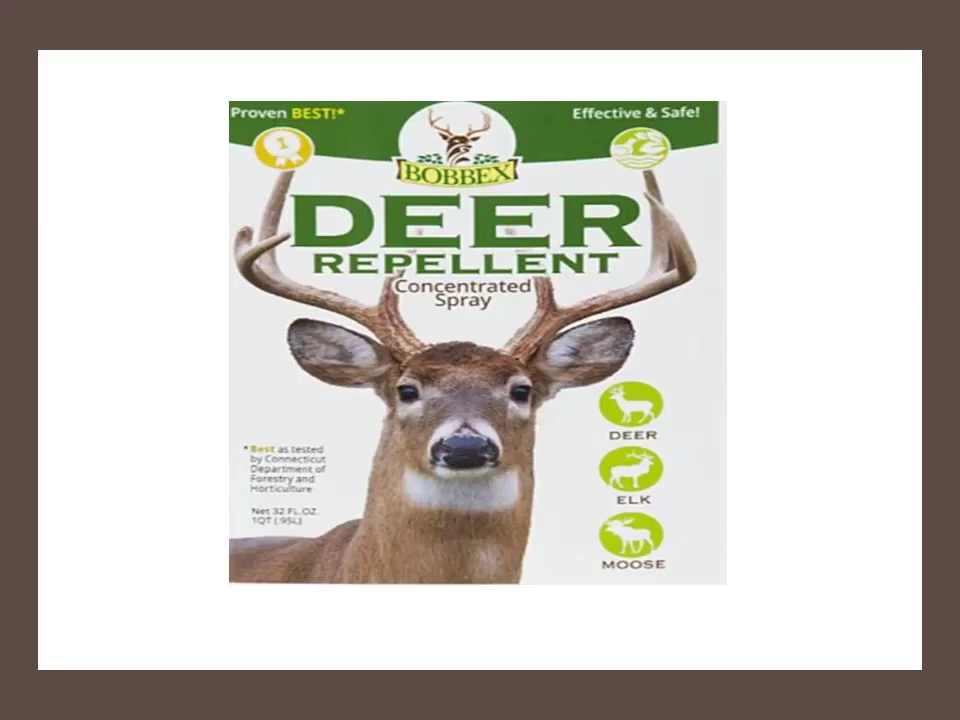 Proven BEST!*
Effective & Safe!
1
BOBBEX
DEER
REPELLENT
Concentrated
Spray
DEER
ELK
MOOSE
* Best as tested
by Connecticut
Department of
Forestry and
Horticulture
Net 32 FL.OZ.
1QT (.95L)